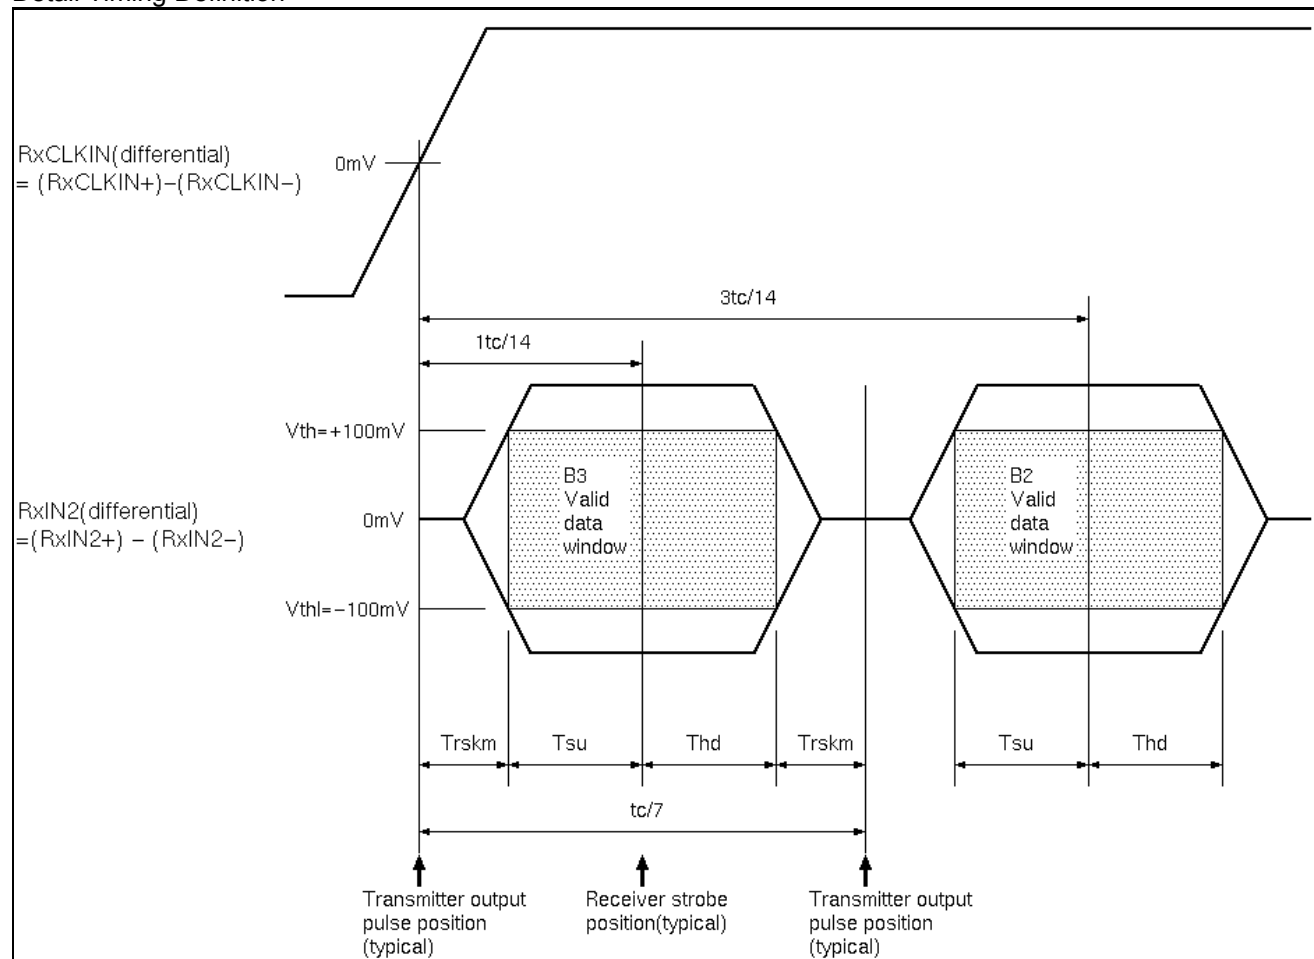 Detail Timing Definition
RxCLKIN(differential)
= (RxCLKIN+)−(RxCLKIN−)
0mV
3tc/14
1tc/14
Vth=+100mV
B3
Valid
data
window
B2
Valid
data
window
RxIN2(differential)
=(RxIN2+) − (RxIN2−)
0mV
Vthl=−100mV
Trskm
Tsu
Thd
Trskm
Tsu
Thd
tc/7
Transmitter output
pulse position
(typical)
Receiver strobe
position(typical)
Transmitter output
pulse position
(typical)